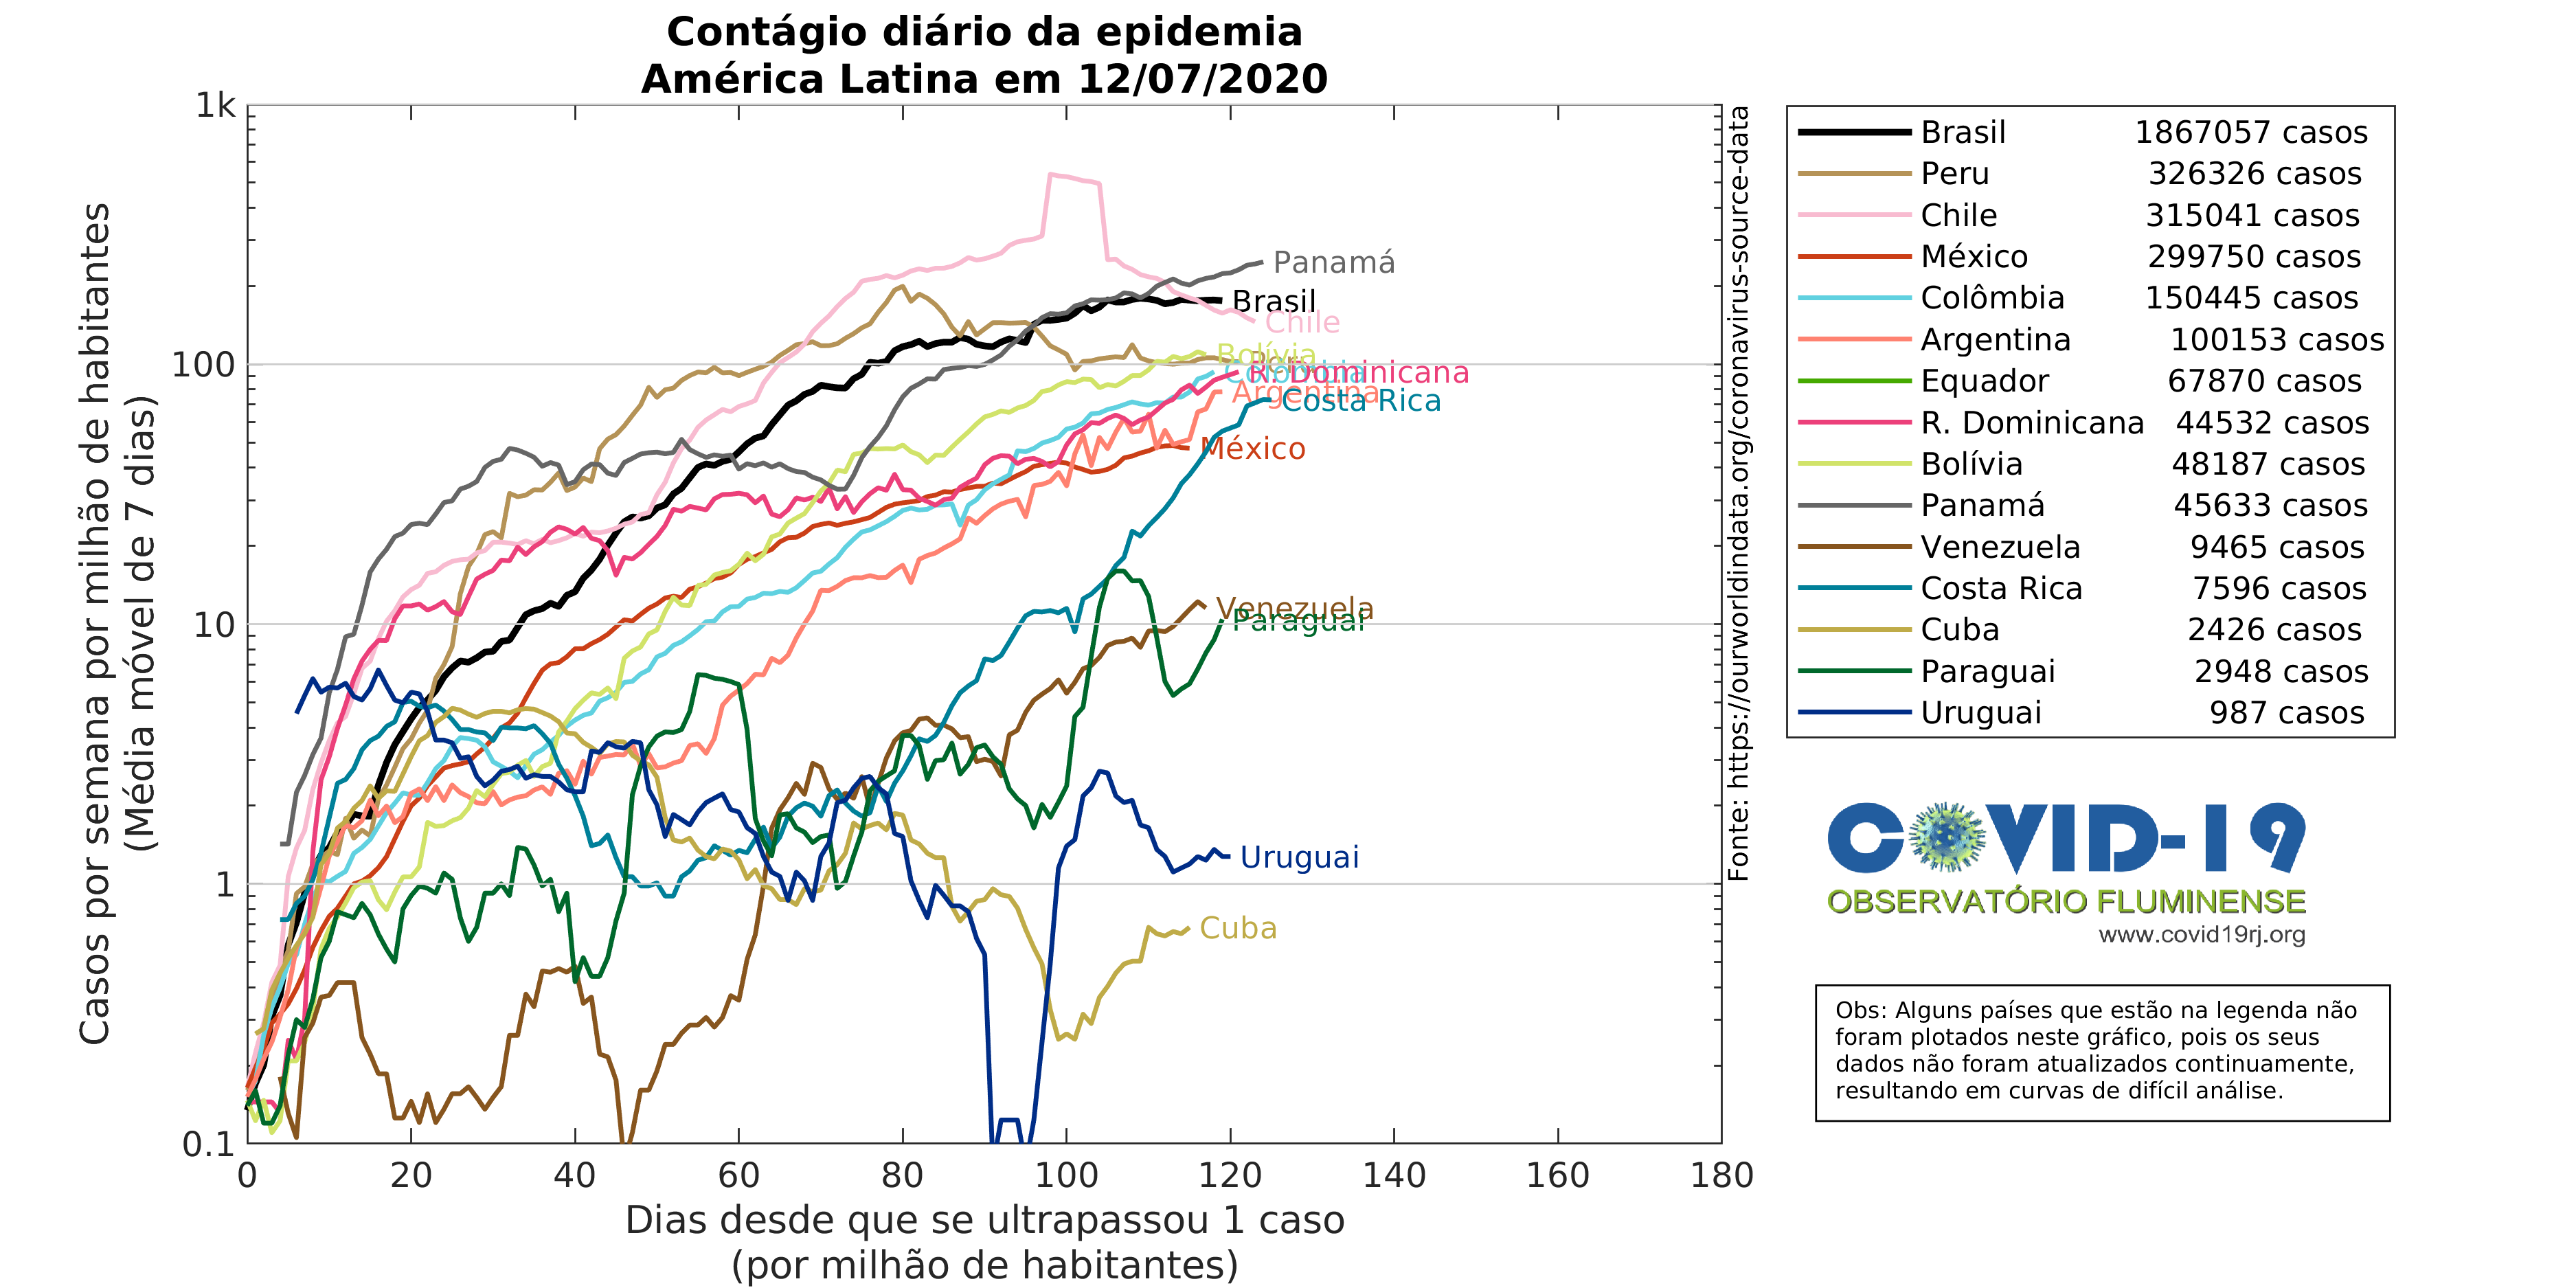 Contágio diário da epidemia
América Latina em 12/07/2020
Casos por semana por milhão de habitantes
(Média móvel de 7 dias)
1k
100
10
1
0.1
0
20
40
60
80
100
120
140
160
180
Dias desde que se ultrapassou 1 caso
(por milhão de habitantes)
Panamá
Brasil
Chile
Bolívia
Peru
Colômbia
R. Dominicana
Argentina
Costa Rica
México
Venezuela
Paraguai
Uruguai
Cuba
Fonte: https://ourworldindata.org/coronavirus-source-data
Brasil 1867057 casos
Peru 326326 casos
Chile 315041 casos
México 299750 casos
Colômbia 150445 casos
Argentina 100153 casos
Equador 67870 casos
R. Dominicana 44532 casos
Bolívia 48187 casos
Panamá 45633 casos
Venezuela 9465 casos
Costa Rica 7596 casos
Cuba 2426 casos
Paraguai 2948 casos
Uruguai 987 casos
COVID-19
OBSERVATÓRIO FLUMINENSE
www.covid19rj.org
Obs: Alguns países que estão na legenda não
foram plotados neste gráfico, pois os seus
dados não foram atualizados continuamente,
resultando em curvas de difícil análise.